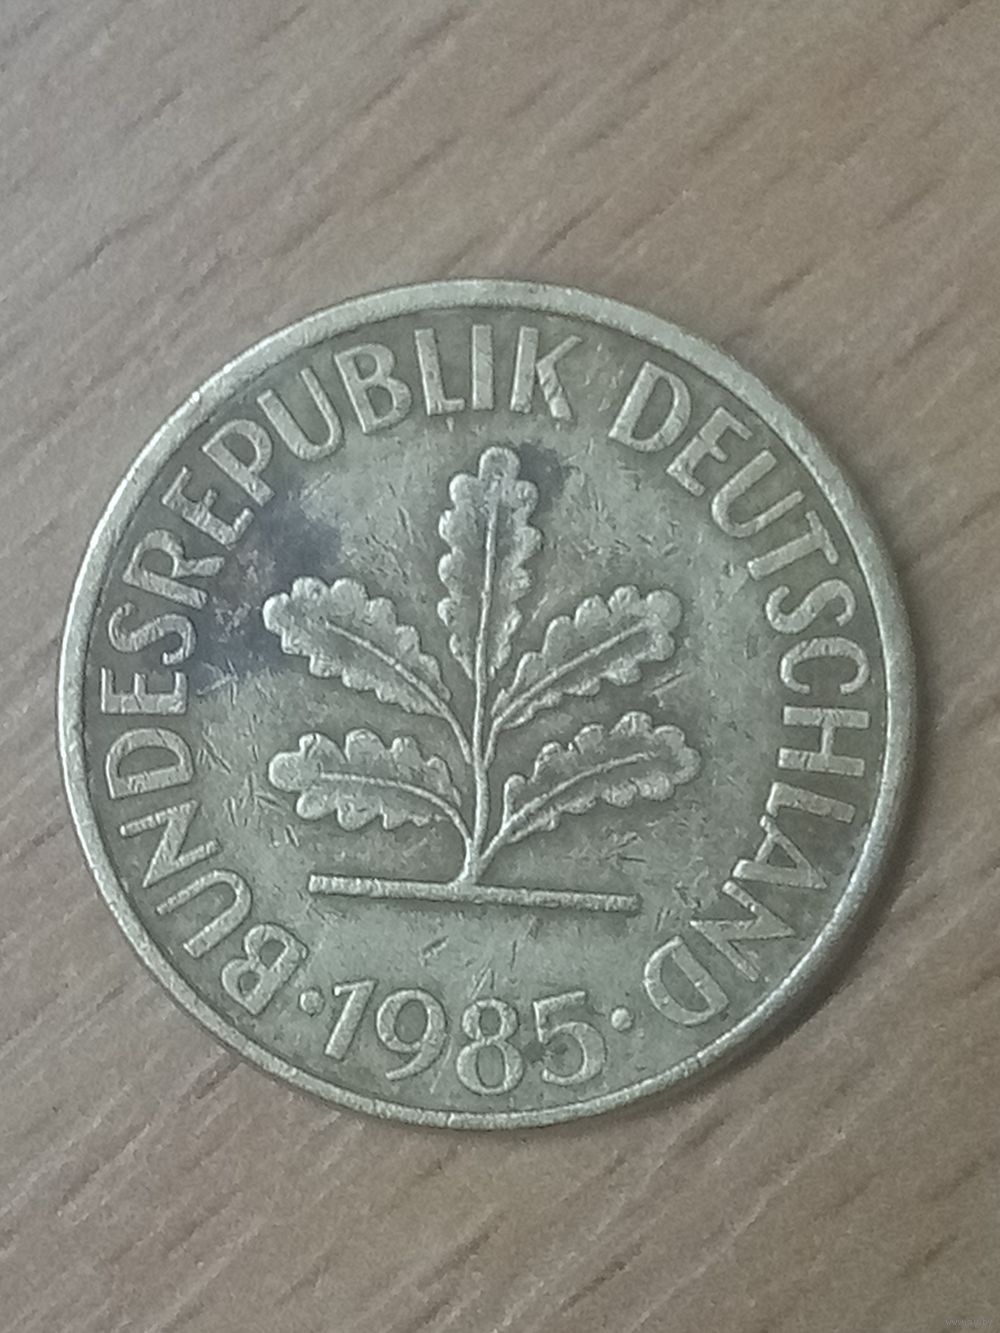 BUNDESREPUBLIK DEUTSCHLAND
·1985·